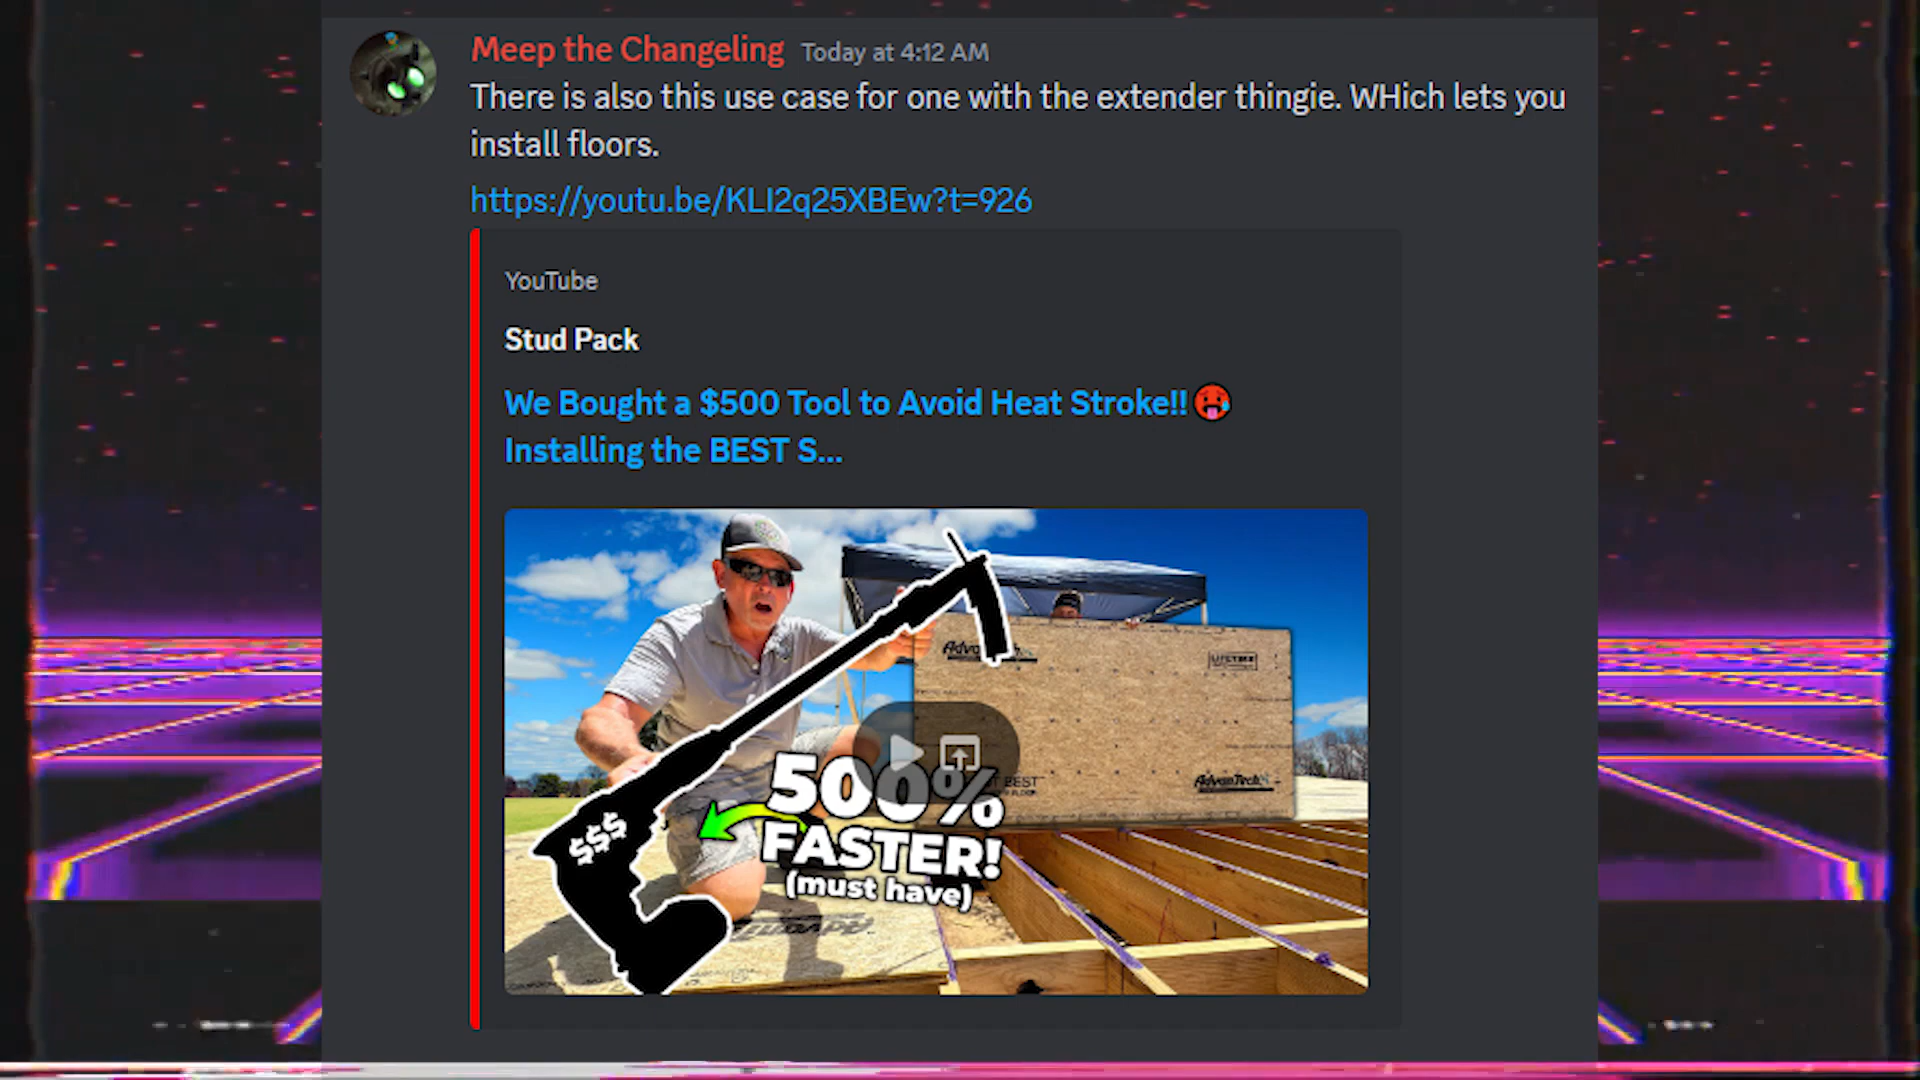 Meep the Changeling Today at 4:12 AM
There is also this use case for one with the extender thingie. WHich lets you
install floors.
https://youtu.be/KLI2q25XBEw?t=926
YouTube
Stud Pack
We Bought a $500 Tool to Avoid Heat Stroke!!🥵
Installing the BEST S...
LIFETIME
AdvanTech
$$$
500%
FASTER!
(must have)